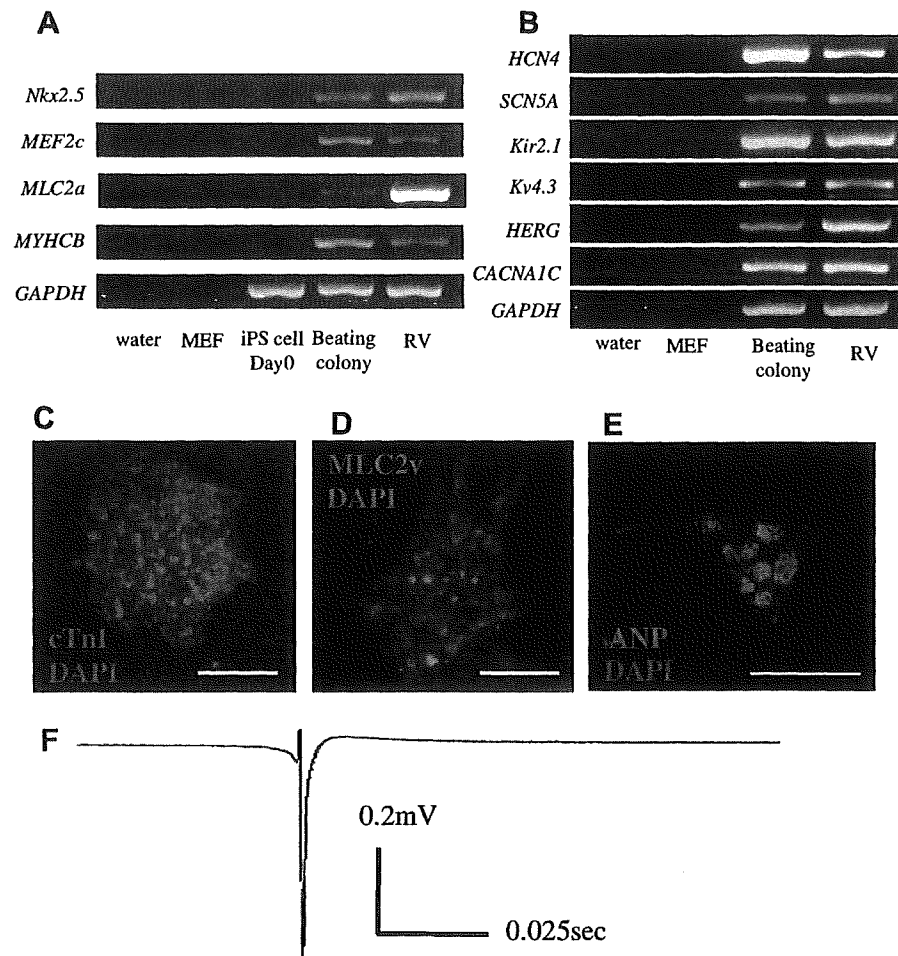 A
Nkx2.5
MEF2c
MLC2a
MYHCB
GAPDH
water MEF iPS cell Day0 Beating colony RV
B
HCN4
SCN5A
Kir2.1
Kv4.3
HERG
CACNA1C
GAPDH
water MEF Beating colony RV
C
cTnI
DAPI
D
MLC2v
DAPI
E
ANP
DAPI
F
0.2mV
0.025sec